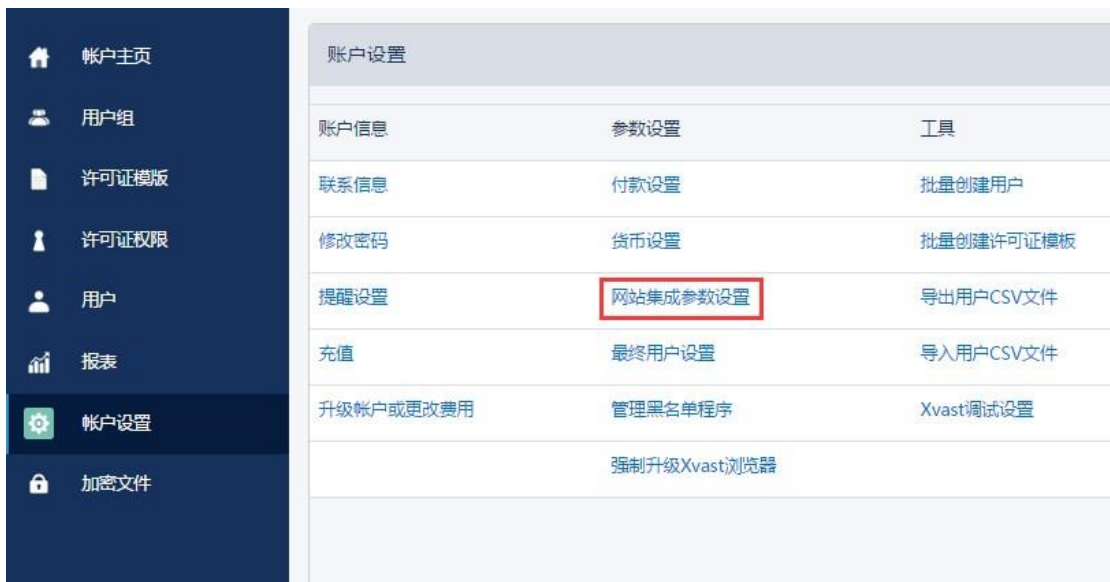 帐户主页
用户组
许可证模版
许可证权限
用户
报表
帐户设置
加密文件
账户设置
账户信息 参数设置 工具
联系信息 付款设置 批量创建用户
修改密码 货币设置 批量创建许可证模板
提醒设置 网站集成参数设置 导出用户CSV文件
充值 最终用户设置 导入用户CSV文件
升级帐户或更改费用 管理黑名单程序 Xvast调试设置
强制升级Xvast浏览器